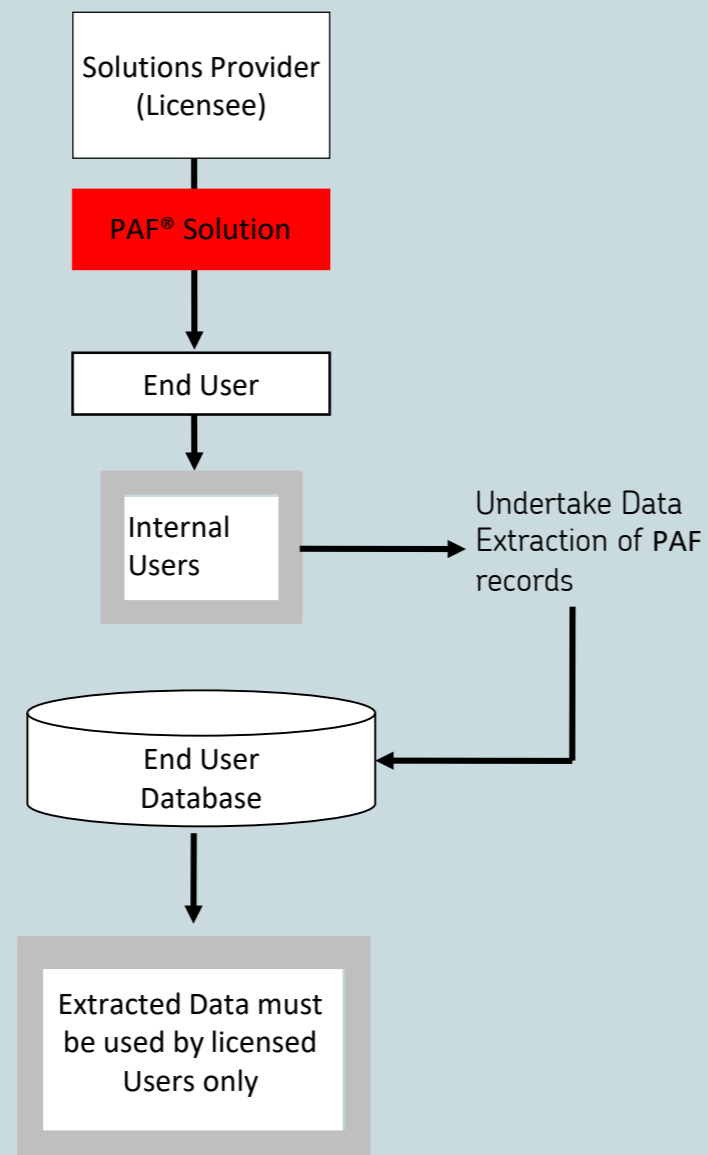 Solutions Provider
(Licensee)
PAF® Solution
End User
Internal
Users
Undertake Data
Extraction of PAF
records
End User
Database
Extracted Data must
be used by licensed
Users only